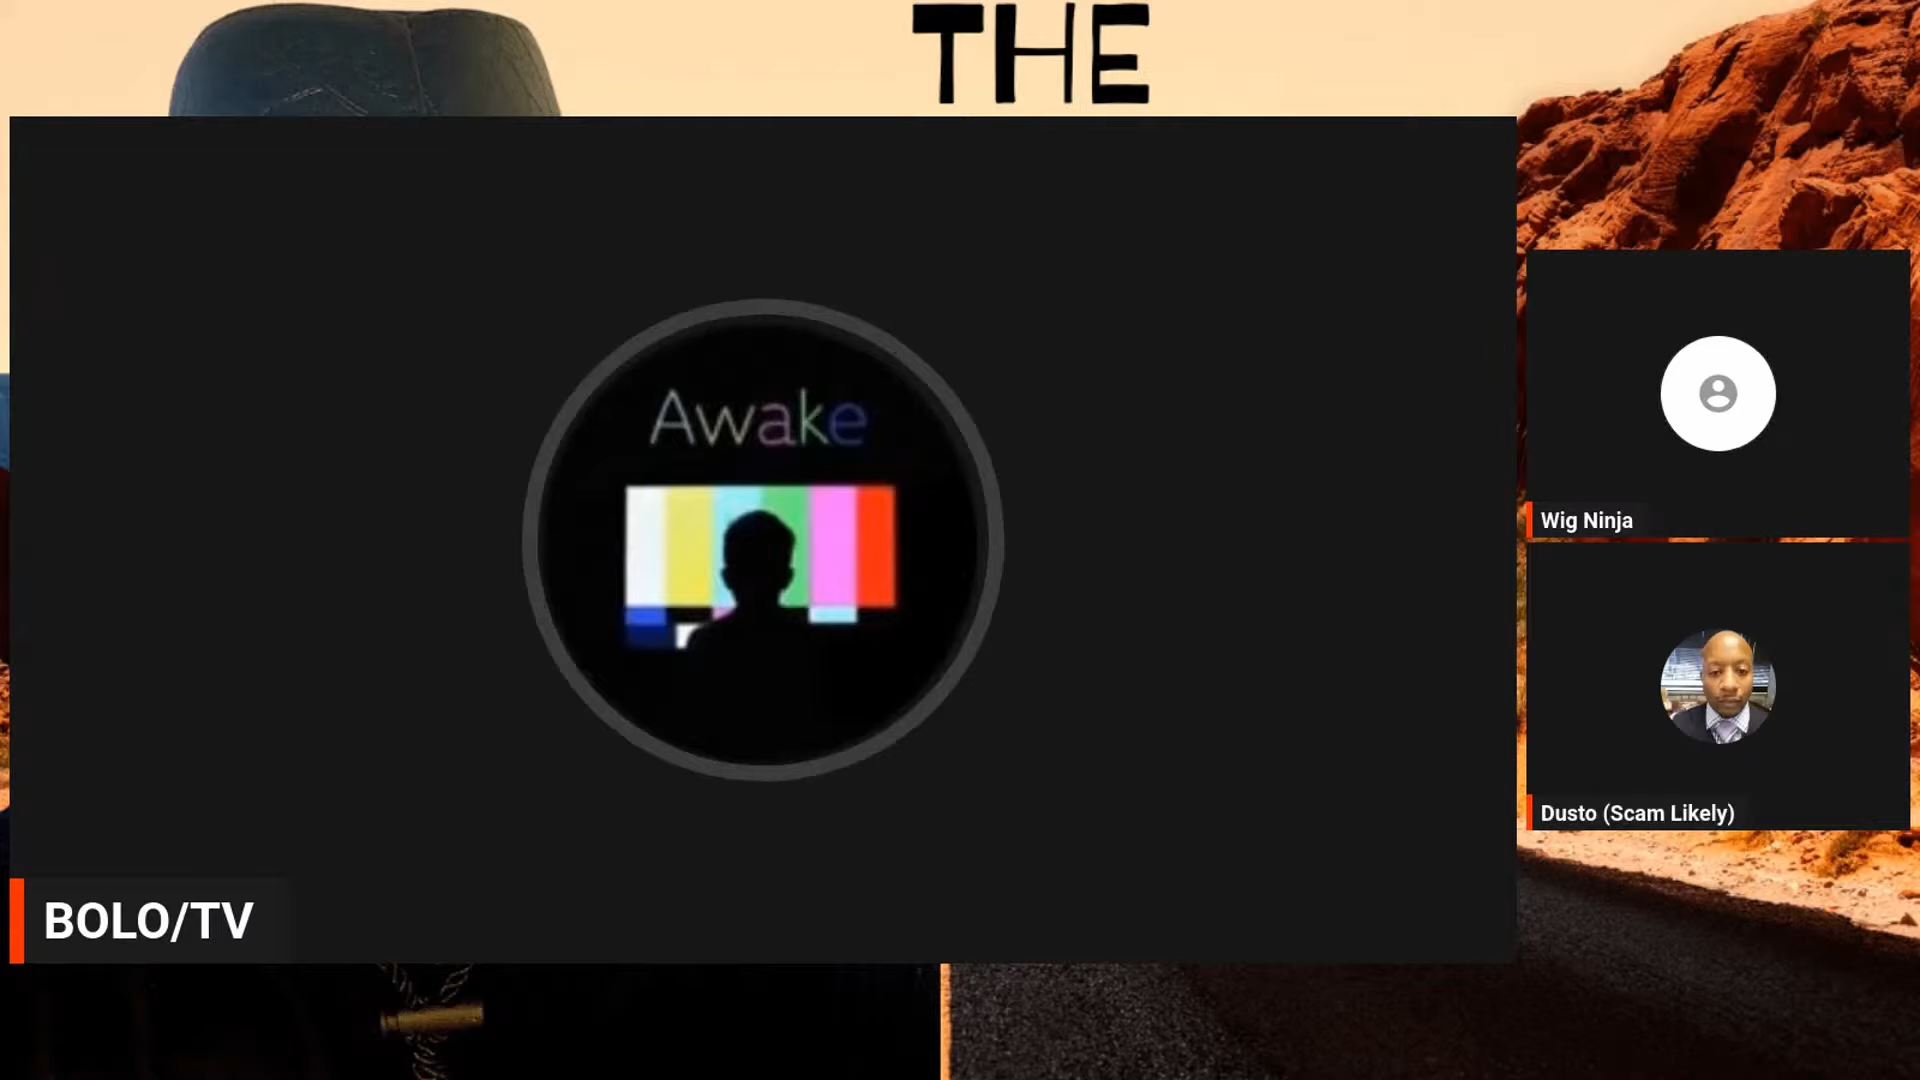 THE
Awake
Wig Ninja
Dusto (Scam Likely)
BOLO/TV